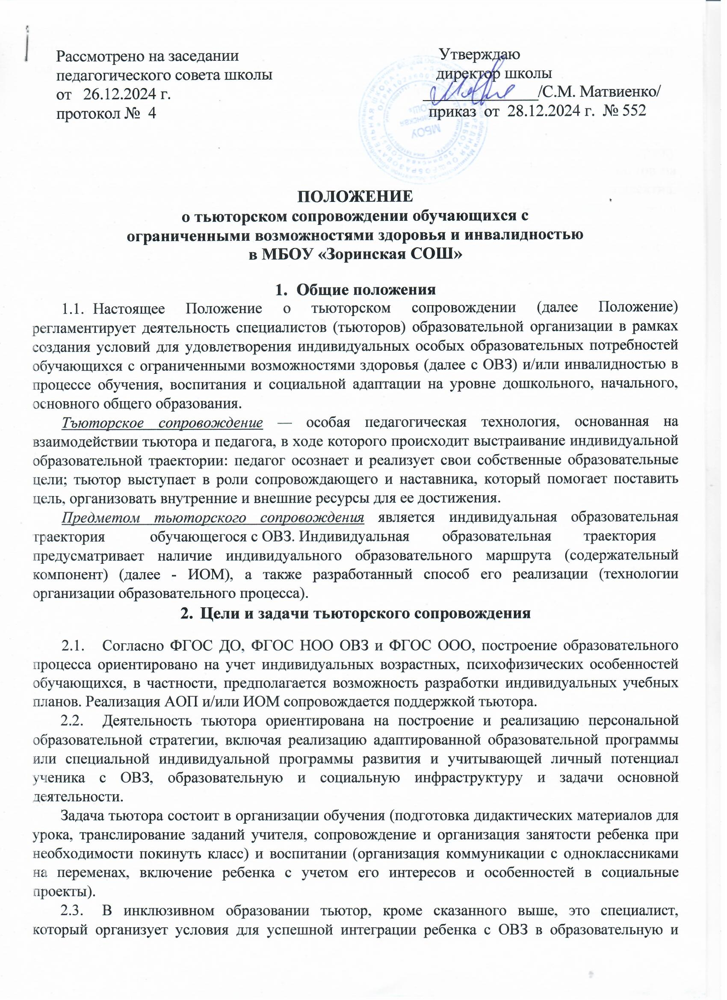 Рассмотрено на заседании
педагогического совета школы
от 26.12.2024 г.
протокол № 4
Утверждаю
директор школы
/С.М. Матвиенко/
приказ от 28.12.2024 г. № 552
МБОУ
ПОЛОЖЕНИЕ
о тьюторском сопровождении обучающихся с
ограниченными возможностями здоровья и инвалидностью
в МБОУ «Зоринская СОШ»
1. Общие положения
1.1. Настоящее Положение о тьюторском сопровождении (далее Положение)
регламентирует деятельность специалистов (тьюторов) образовательной организации в рамках
создания условий для удовлетворения индивидуальных особых образовательных потребностей
обучающихся с ограниченными возможностями здоровья (далее с ОВЗ) и/или инвалидностью в
процессе обучения, воспитания и социальной адаптации на уровне дошкольного, начального,
основного общего образования.
Тъюторское сопровождение — особая педагогическая технология, основанная на
взаимодействии тьютора и педагога, в ходе которого происходит выстраивание индивидуальной
образовательной траектории: педагог осознает и реализует свои собственные образовательные
цели; тьютор выступает в роли сопровождающего и наставника, который помогает поставить
цель, организовать внутренние и внешние ресурсы для ее достижения.
Предметом тьюторского сопровождения является индивидуальная образовательная
траектория обучающегося с ОВЗ. Индивидуальная образовательная траектория
предусматривает наличие индивидуального образовательного маршрута (содержательный
компонент) (далее - ИОМ), а также разработанный способ его реализации (технологии
организации образовательного процесса).
2. Цели и задачи тьюторского сопровождения
2.1. Согласно ФГОС ДО, ФГОС НОО ОВЗ и ФГОС ООО, построение образовательного
процесса ориентировано на учет индивидуальных возрастных, психофизических особенностей
обучающихся, в частности, предполагается возможность разработки индивидуальных учебных
планов. Реализация АОП и/или ИОМ сопровождается поддержкой тьютора.
2.2. Деятельность тьютора ориентирована на построение и реализацию персональной
образовательной стратегии, включая реализацию адаптированной образовательной программы
или специальной индивидуальной программы развития и учитывающей личный потенциал
ученика с ОВЗ, образовательную и социальную инфраструктуру и задачи основной
деятельности.
Задача тьютора состоит в организации обучения (подготовка дидактических материалов для
урока, транслирование заданий учителя, сопровождение и организация занятости ребенка при
необходимости покинуть класс) и воспитании (организация коммуникации с одноклассниками
на переменах, включение ребенка с учетом его интересов и особенностей в социальные
проекты).
2.3. В инклюзивном образовании тьютор, кроме сказанного выше, это специалист,
который организует условия для успешной интеграции ребенка с ОВЗ в образовательную и